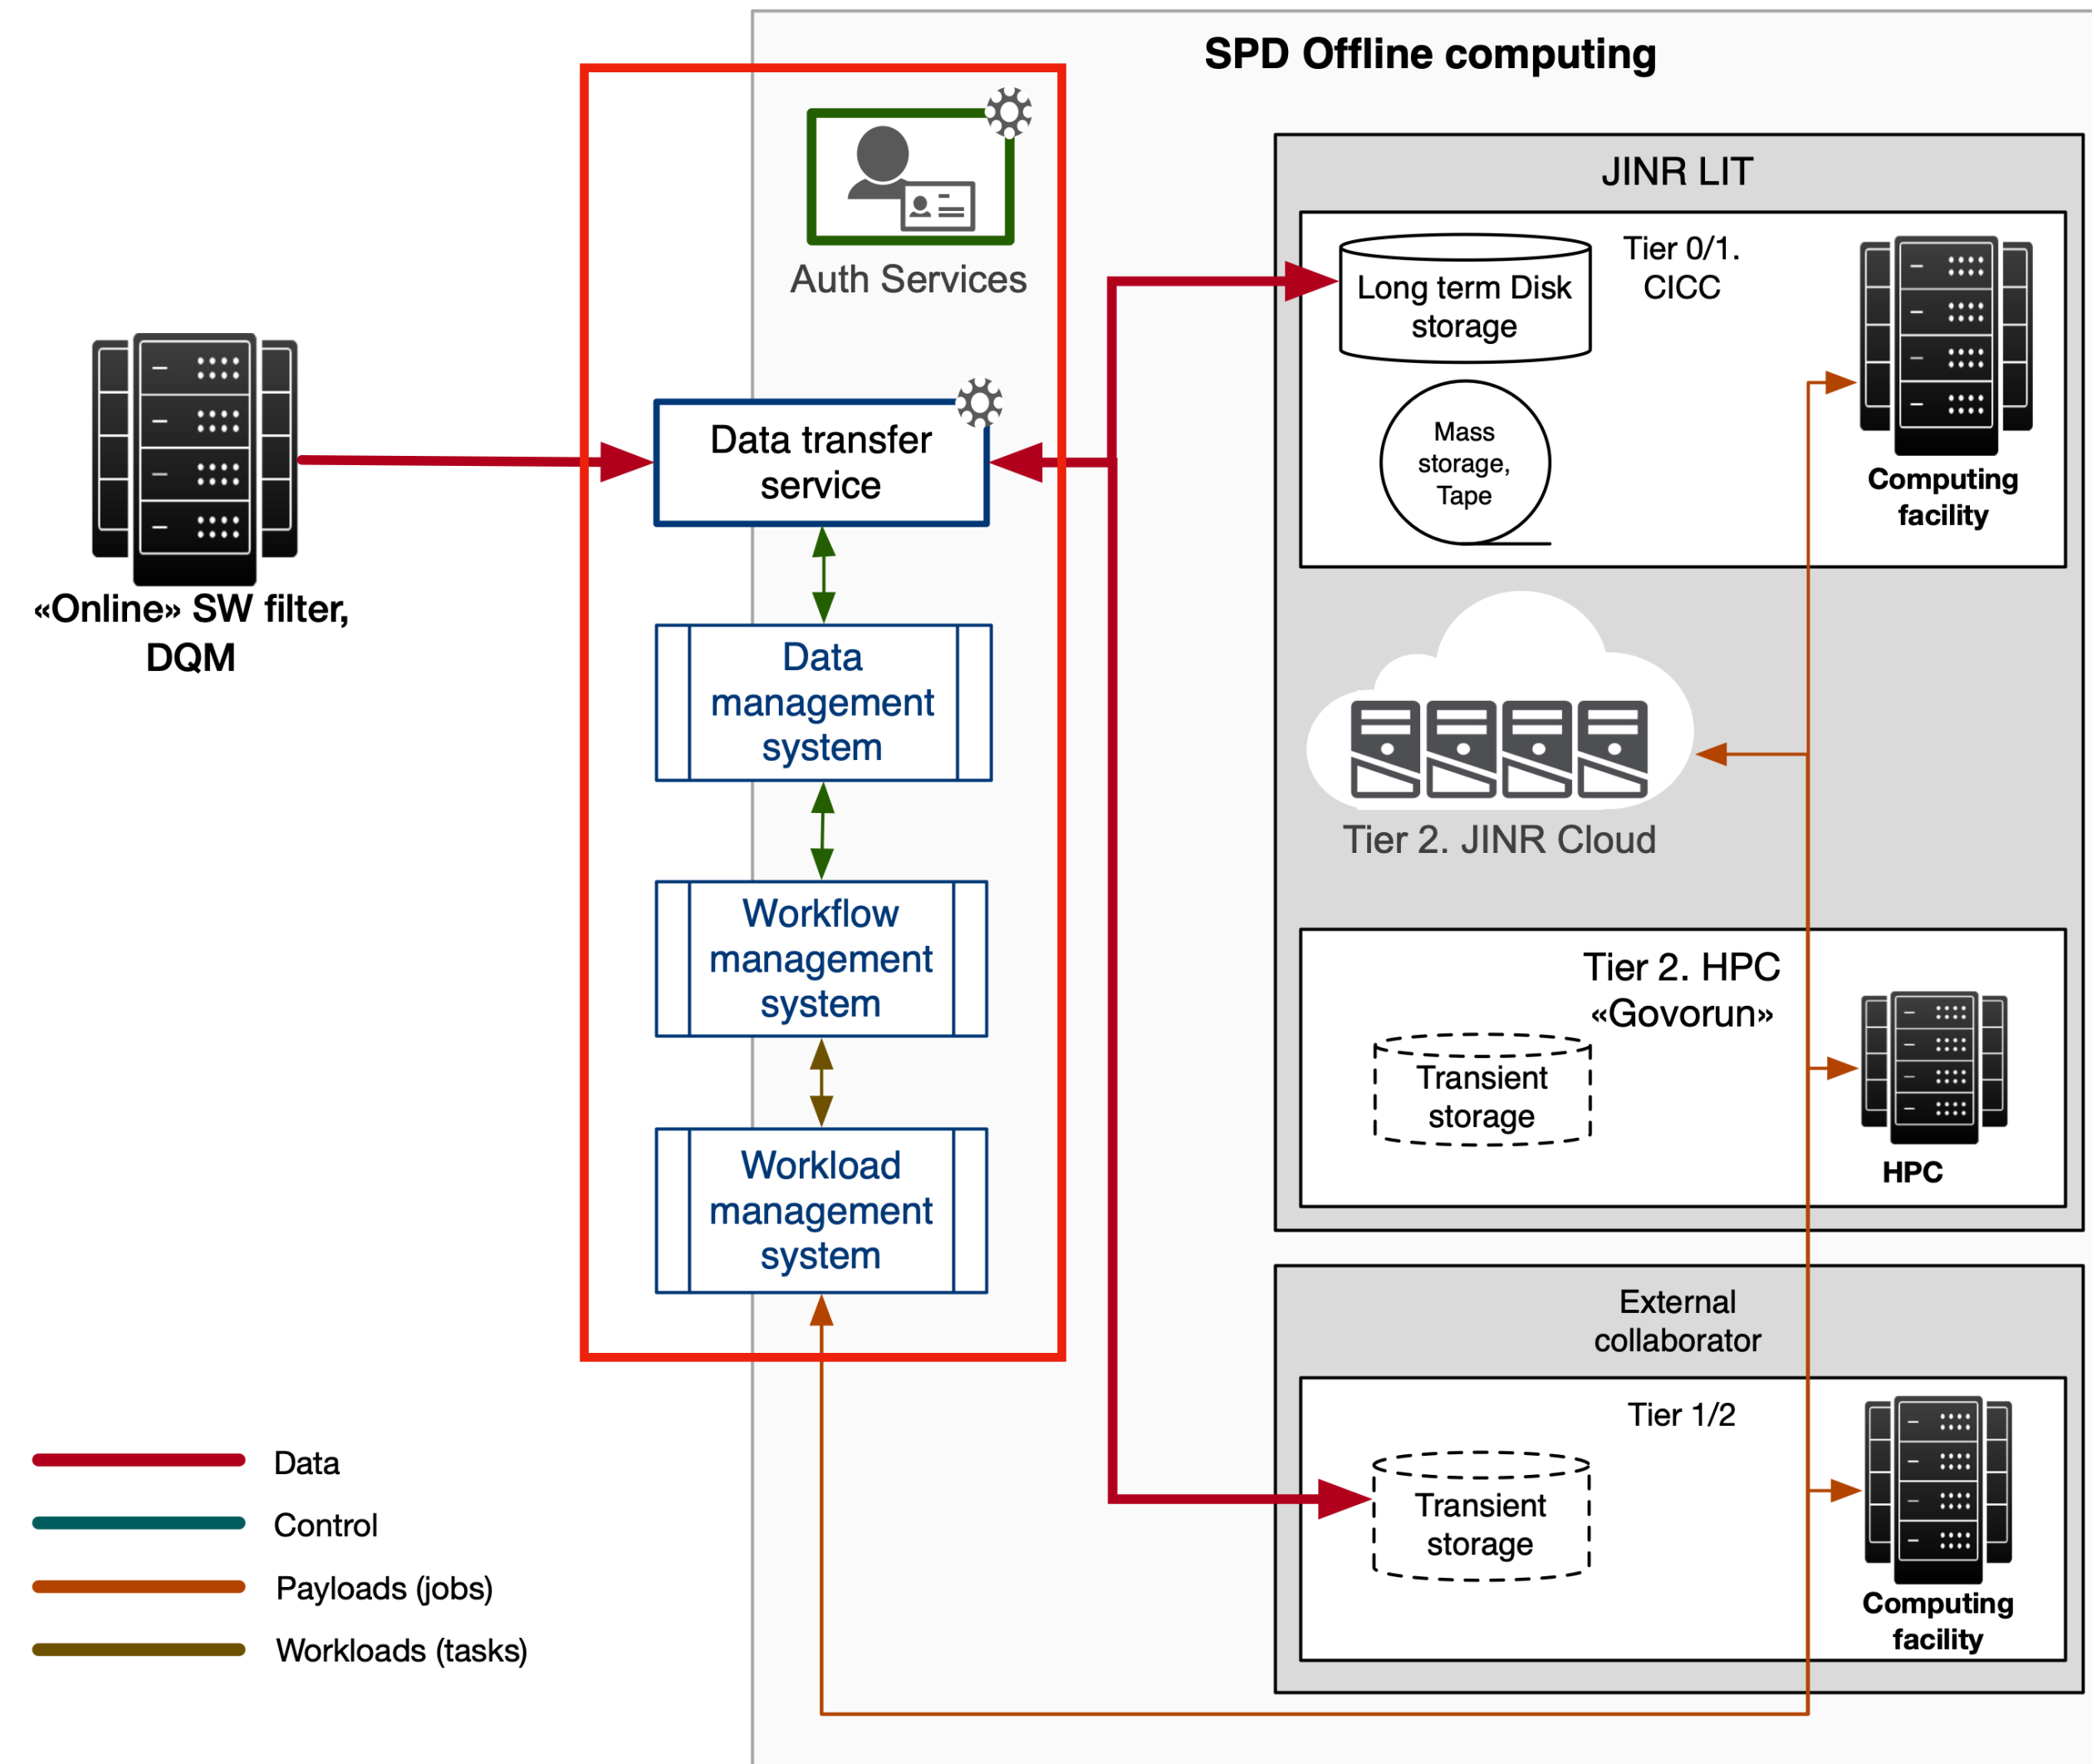 SPD Offline computing
Auth Services
«Online» SW filter,
DQM
Data transfer
service
Data
management
system
Workflow
management
system
Workload
management
system
JINR LIT
Tier 0/1.
CICC
Long term Disk
storage
Mass
storage,
Tape
Computing
facility
Tier 2. JINR Cloud
Tier 2. HPC
«Govorun»
Transient
storage
HPC
External
collaborator
Tier 1/2
Transient
storage
Computing
facility
Data
Control
Payloads (jobs)
Workloads (tasks)